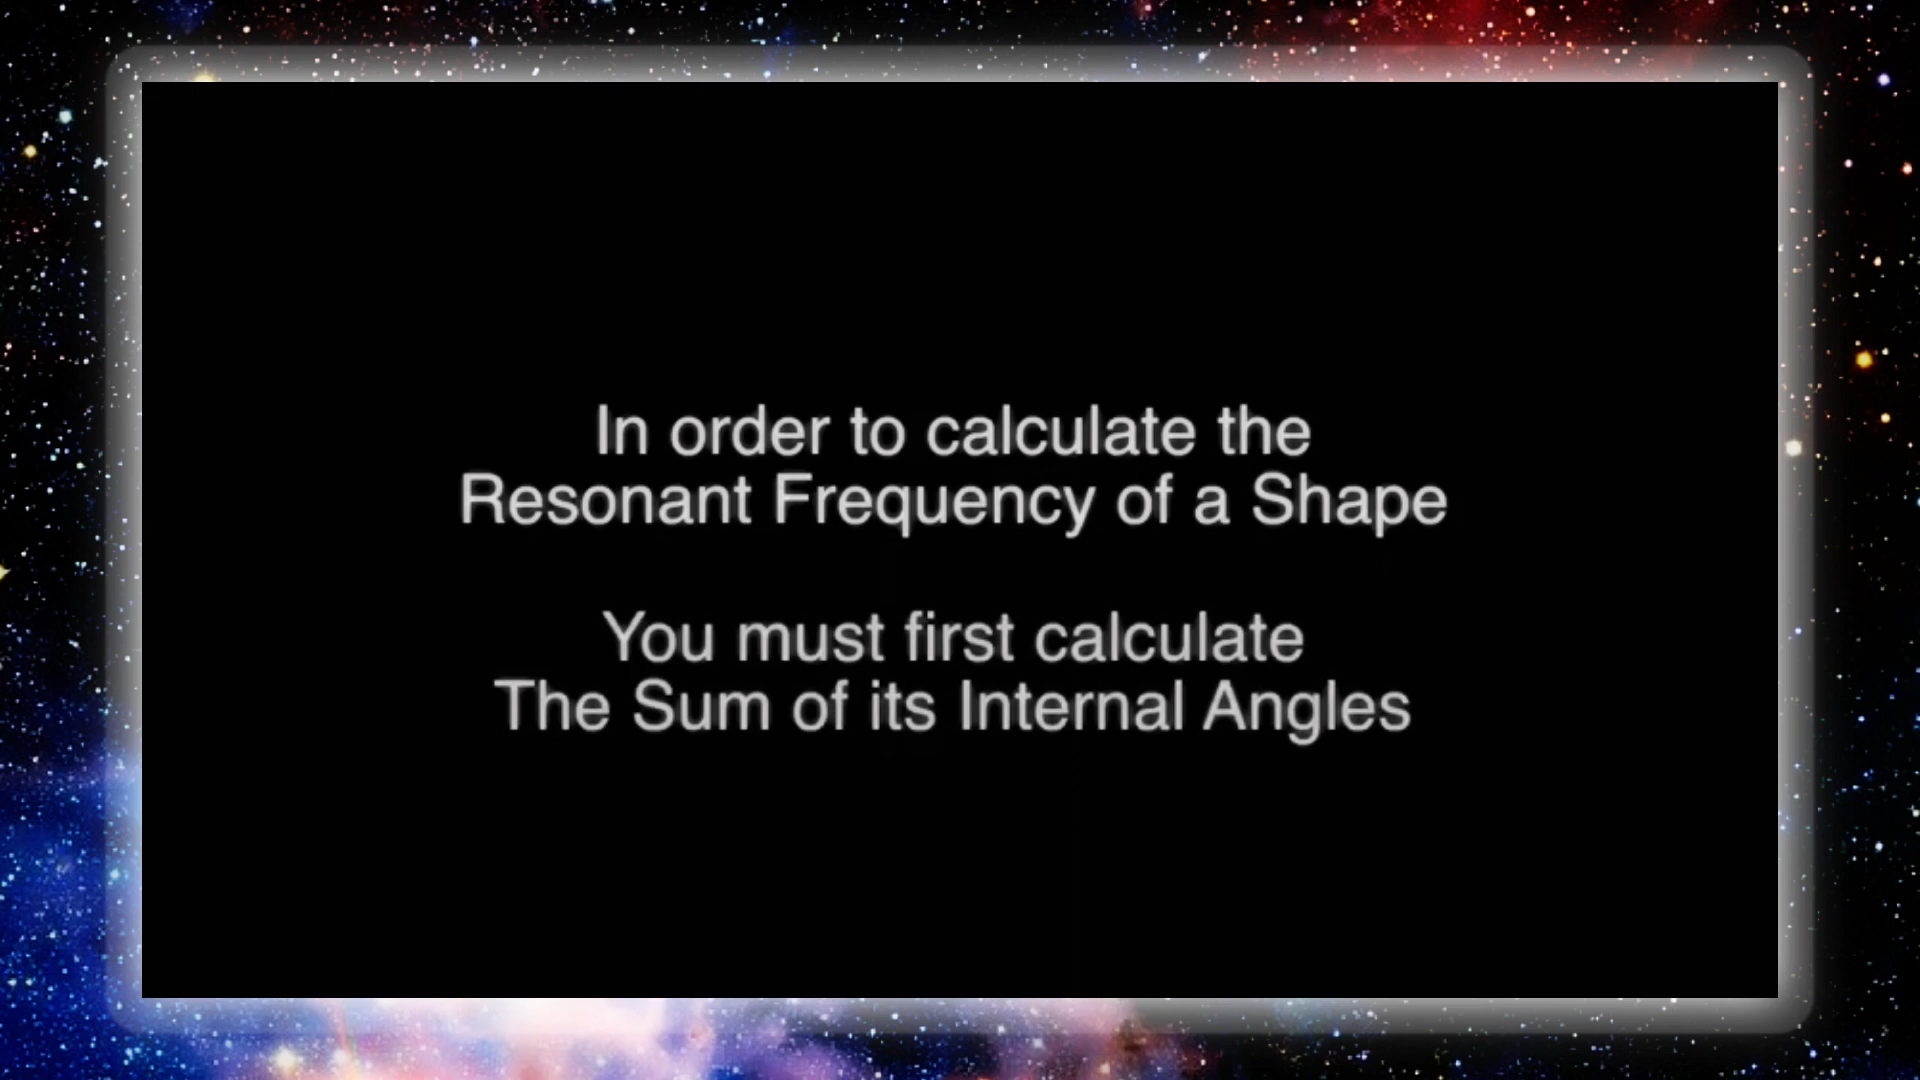 In order to calculate the
Resonant Frequency of a Shape
You must first calculate
The Sum of its Internal Angles